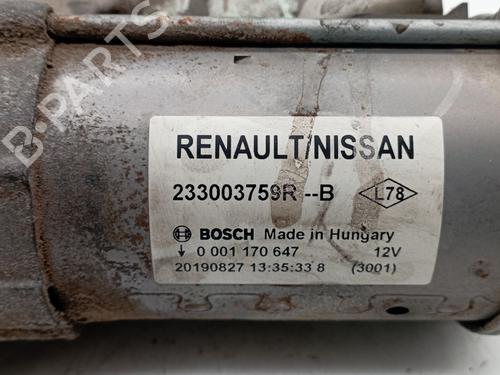 B-PARTS
RENAULT/NISSAN
233003759R --B L78
BOSCH Made in Hungary
0 001 170 647 12V
20190827 13:35:33 8 (3001)